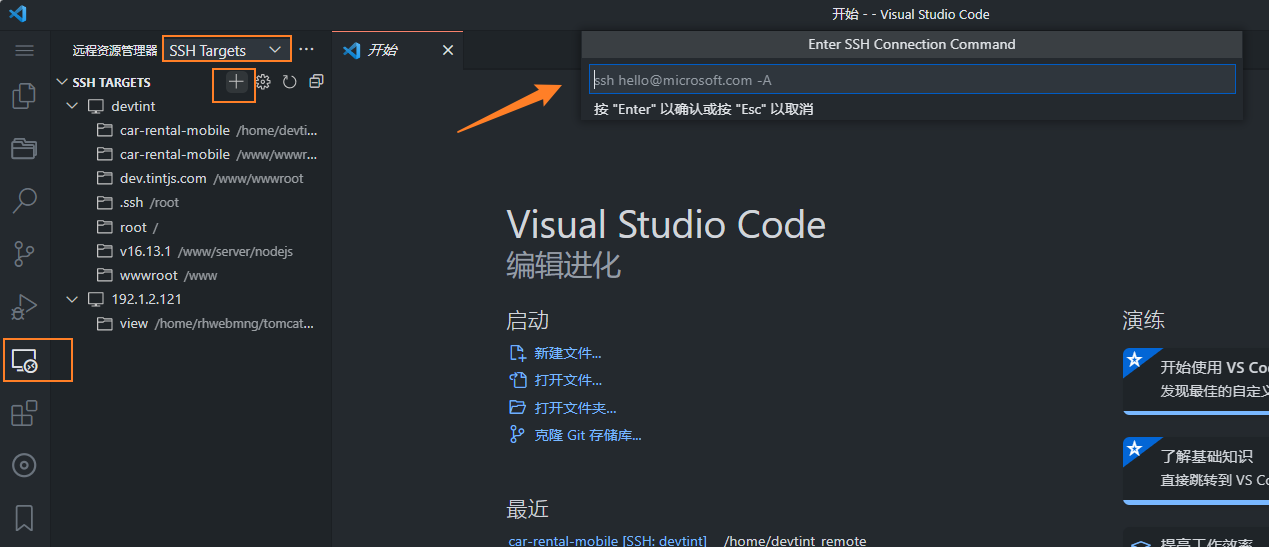 开始 - - Visual Studio Code
远程资源管理器 SSH Targets
开始
Enter SSH Connection Command
ssh hello@microsoft.com -A
按 "Enter" 以确认或按 "Esc" 以取消
SSH TARGETS
devtint
car-rental-mobile /home/devti...
car-rental-mobile /www/wwwr...
dev.tintjs.com /www/wwwroot
.ssh /root
root /
v16.13.1 /www/server/nodejs
wwwroot /www
192.1.2.121
view /home/rhwebmng/tomcat...
Visual Studio Code
编辑进化
启动
新建文件...
打开文件...
打开文件夹...
克隆 Git 存储库...
最近
car-rental-mobile [SSH: devtint] /home/devtint_remote
演练
开始使用 VS Co
发现最佳的自定义
了解基础知识
直接跳转到 VS Co
提高工作效率